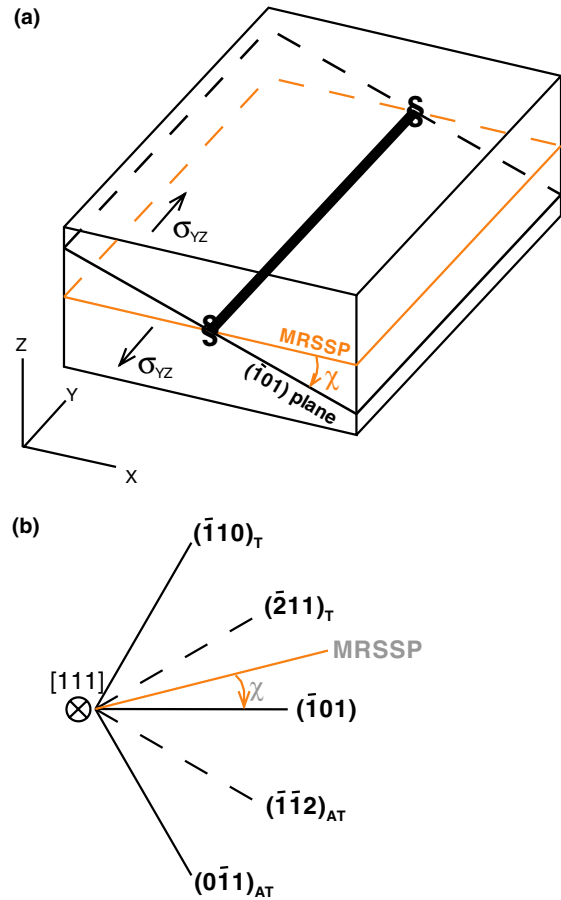 (a)
σYZ
MRSSP
χ
(1̄01) plane
σYZ
Z
Y
X
(b)
(1̄10)T
(2̄11)T
MRSSP
[111]
χ
(1̄01)
(1̄1̄2)AT
(01̄1)AT